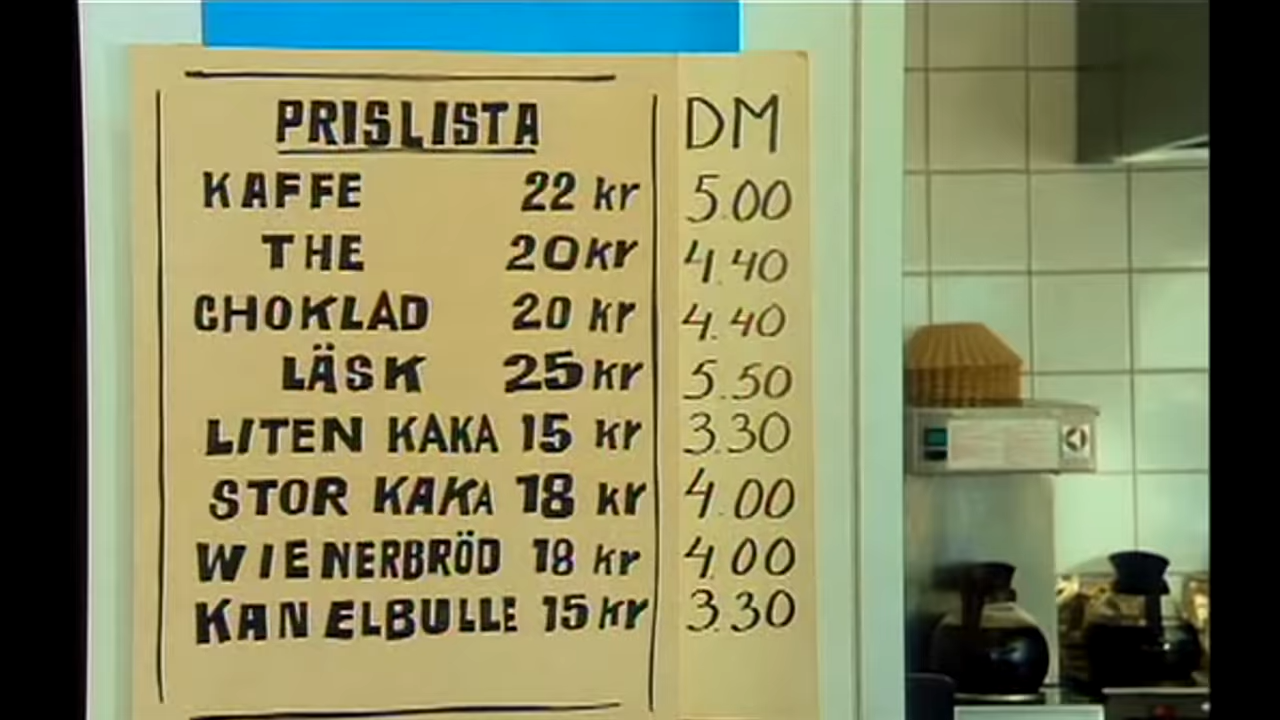 PRISLISTA DM
KAFFE 22 kr 5.00
THE 20 kr 4.40
CHOKLAD 20 kr 4.40
LÄSK 25 kr 5.50
LITEN KAKA 15 kr 3.30
STOR KAKA 18 kr 4.00
WIENERBRÖD 18 kr 4.00
KANELBULLE 15 kr 3.30